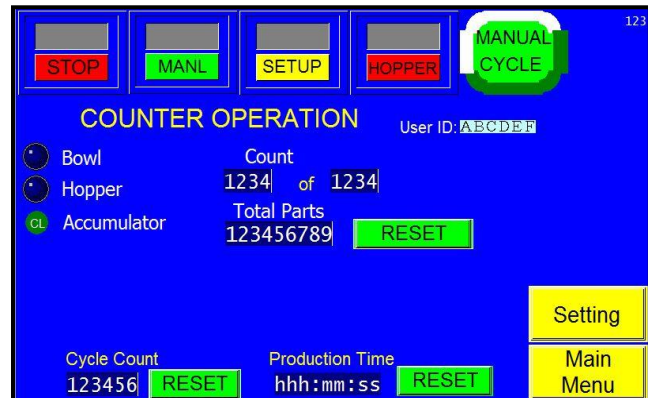 123
STOP MANL SETUP HOPPER MANUAL CYCLE
COUNTER OPERATION
User ID: ABCDEF
Bowl
Count
Hopper
1234 of 1234
Total Parts
CL Accumulator
123456789 RESET
Setting
Cycle Count
Production Time
Main
Menu
123456 RESET
hhh:mm:ss RESET